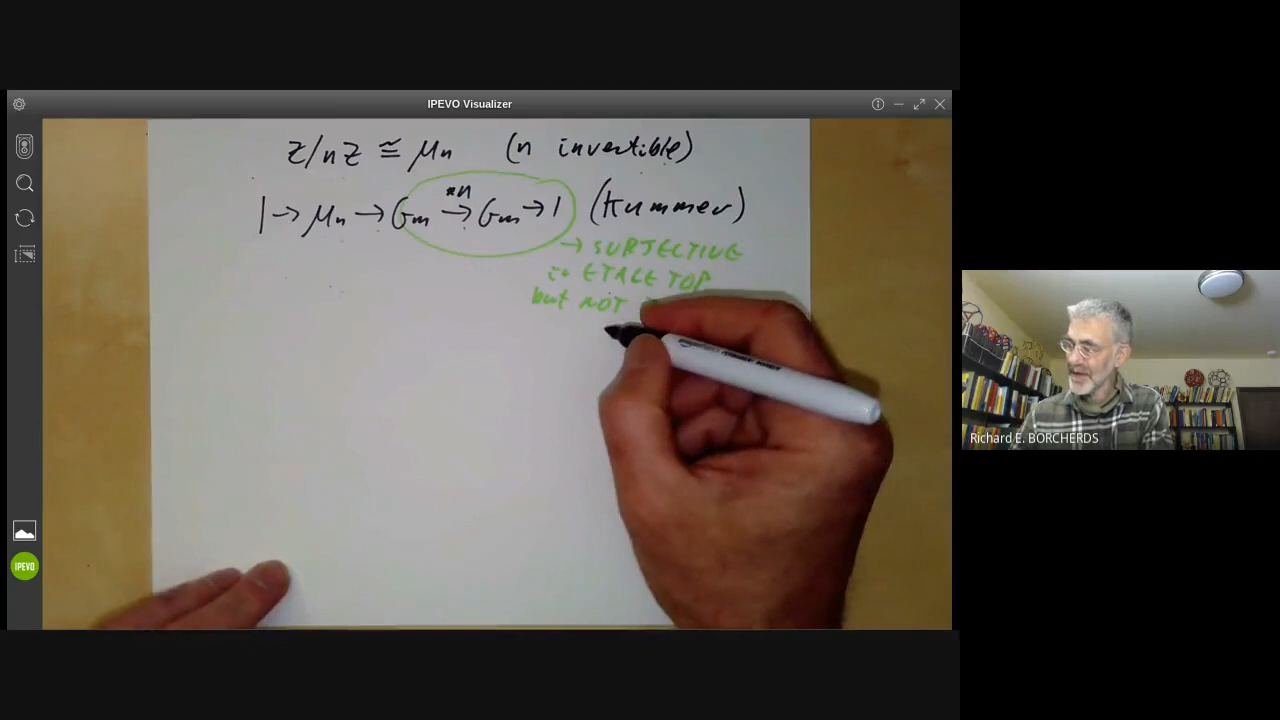 IPEVO Visualizer
Z/nZ ≅ μn (n invertible)
*n
1 → μn → Gm → Gm → 1 (Kummer)
→ SURJECTIVE
in ETALE TOP
but NOT
IPEVO
Richard E. BORCHERDS